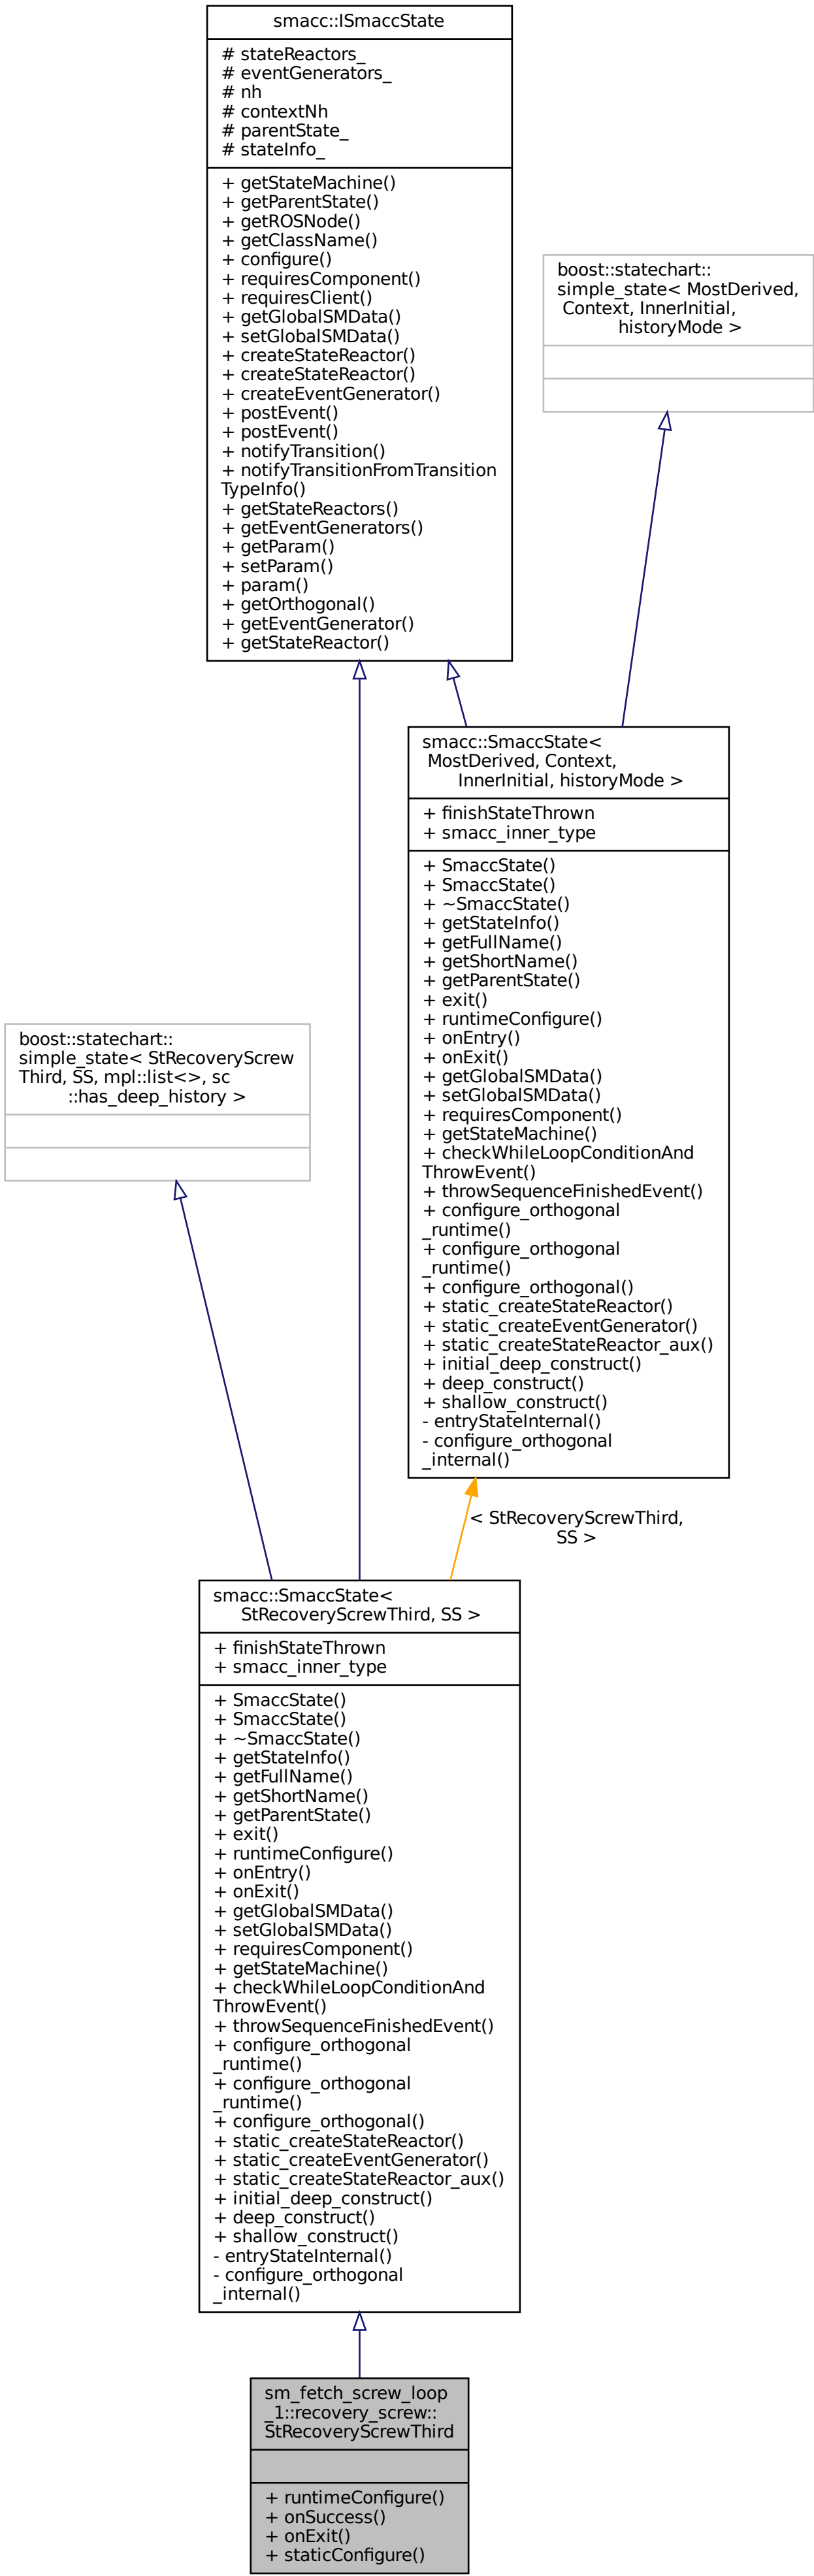 smacc::ISmaccState
# stateReactors_
# eventGenerators_
# nh
# contextNh
# parentState_
# stateInfo_
+ getStateMachine()
+ getParentState()
+ getROSNode()
+ getClassName()
+ configure()
+ requiresComponent()
+ requiresClient()
+ getGlobalSMData()
+ setGlobalSMData()
+ createStateReactor()
+ createStateReactor()
+ createEventGenerator()
+ postEvent()
+ postEvent()
+ notifyTransition()
+ notifyTransitionFromTransition
TypeInfo()
+ getStateReactors()
+ getEventGenerators()
+ getParam()
+ setParam()
+ param()
+ getOrthogonal()
+ getEventGenerator()
+ getStateReactor()
boost::statechart::
simple_state< MostDerived,
Context, InnerInitial,
historyMode >
smacc::SmaccState<
MostDerived, Context,
InnerInitial, historyMode >
+ finishStateThrown
+ smacc_inner_type
+ SmaccState()
+ SmaccState()
+ ~SmaccState()
+ getStateInfo()
+ getFullName()
+ getShortName()
+ getParentState()
+ exit()
+ runtimeConfigure()
+ onEntry()
+ onExit()
+ getGlobalSMData()
+ setGlobalSMData()
+ requiresComponent()
+ getStateMachine()
+ checkWhileLoopConditionAnd
ThrowEvent()
+ throwSequenceFinishedEvent()
+ configure_orthogonal
_runtime()
+ configure_orthogonal
_runtime()
+ configure_orthogonal()
+ static_createStateReactor()
+ static_createEventGenerator()
+ static_createStateReactor_aux()
+ initial_deep_construct()
+ deep_construct()
+ shallow_construct()
- entryStateInternal()
- configure_orthogonal
_internal()
boost::statechart::
simple_state< StRecoveryScrew
Third, SS, mpl::list<>, sc
::has_deep_history >
< StRecoveryScrewThird,
SS >
smacc::SmaccState<
StRecoveryScrewThird, SS >
+ finishStateThrown
+ smacc_inner_type
+ SmaccState()
+ SmaccState()
+ ~SmaccState()
+ getStateInfo()
+ getFullName()
+ getShortName()
+ getParentState()
+ exit()
+ runtimeConfigure()
+ onEntry()
+ onExit()
+ getGlobalSMData()
+ setGlobalSMData()
+ requiresComponent()
+ getStateMachine()
+ checkWhileLoopConditionAnd
ThrowEvent()
+ throwSequenceFinishedEvent()
+ configure_orthogonal
_runtime()
+ configure_orthogonal
_runtime()
+ configure_orthogonal()
+ static_createStateReactor()
+ static_createEventGenerator()
+ static_createStateReactor_aux()
+ initial_deep_construct()
+ deep_construct()
+ shallow_construct()
- entryStateInternal()
- configure_orthogonal
_internal()
sm_fetch_screw_loop
_1::recovery_screw::
StRecoveryScrewThird
+ runtimeConfigure()
+ onSuccess()
+ onExit()
+ staticConfigure()